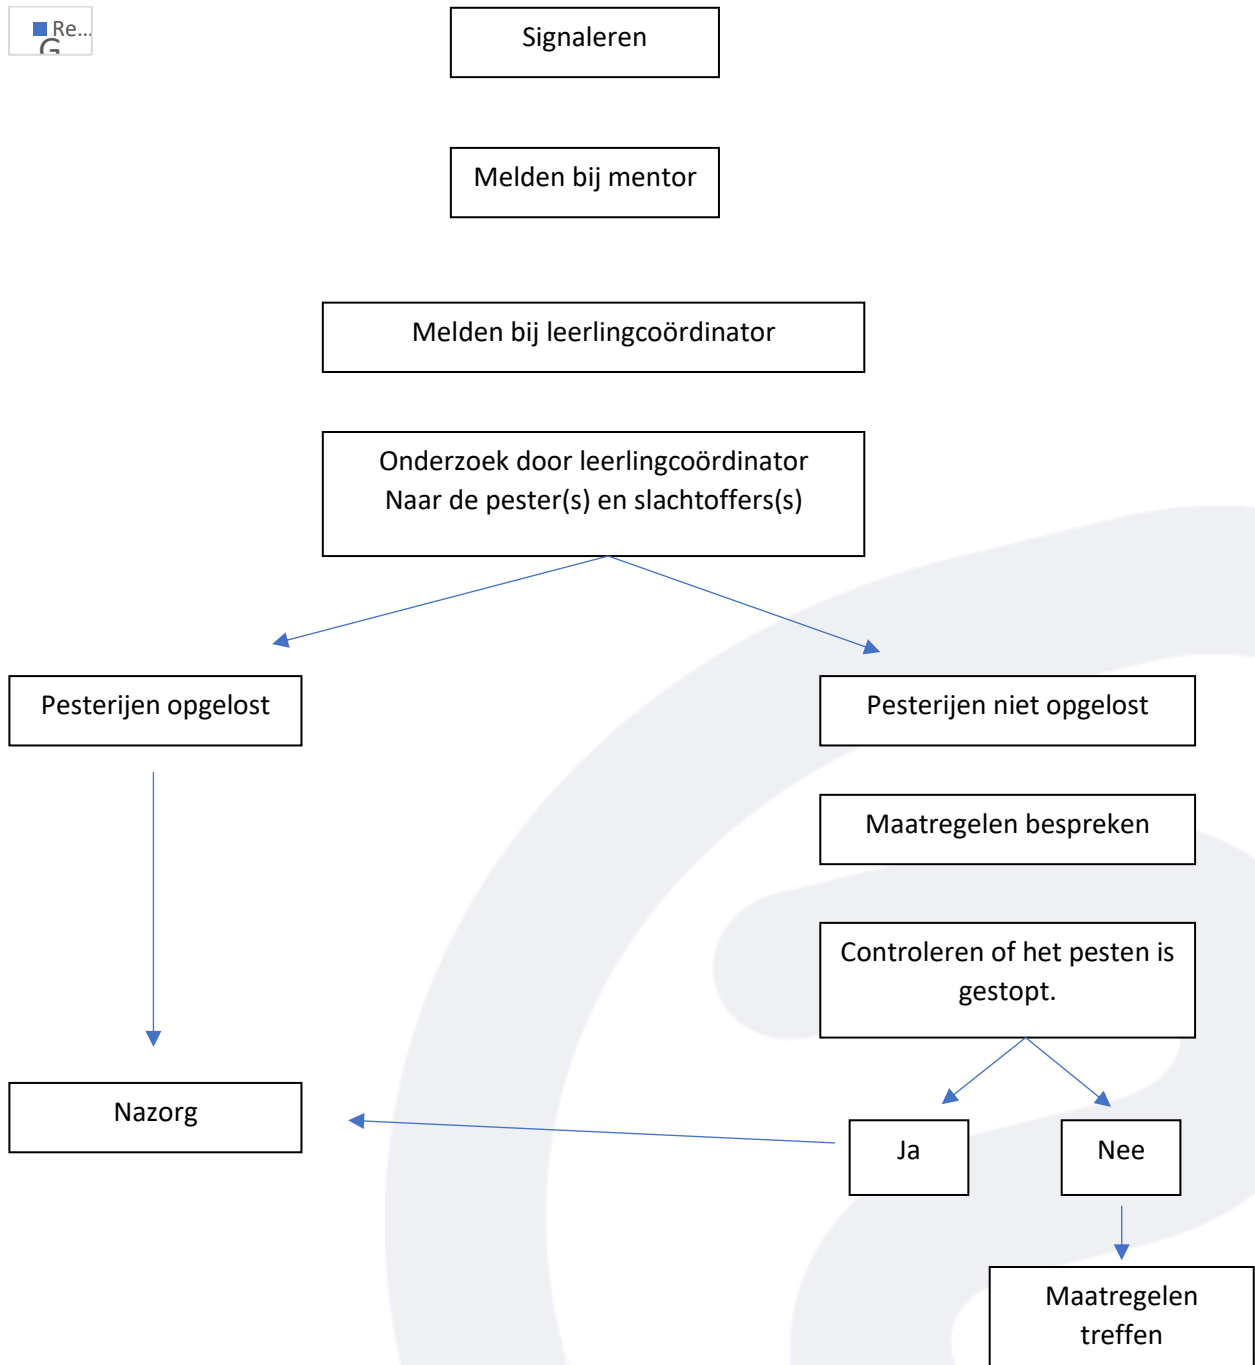 Re...
G
Signaleren
Melden bij mentor
Melden bij leerlingcoördinator
Onderzoek door leerlingcoördinator
Naar de pester(s) en slachtoffers(s)
Pesterijen opgelost
Pesterijen niet opgelost
Maatregelen bespreken
Controleren of het pesten is
gestopt.
Nazorg
Ja
Nee
Maatregelen
treffen